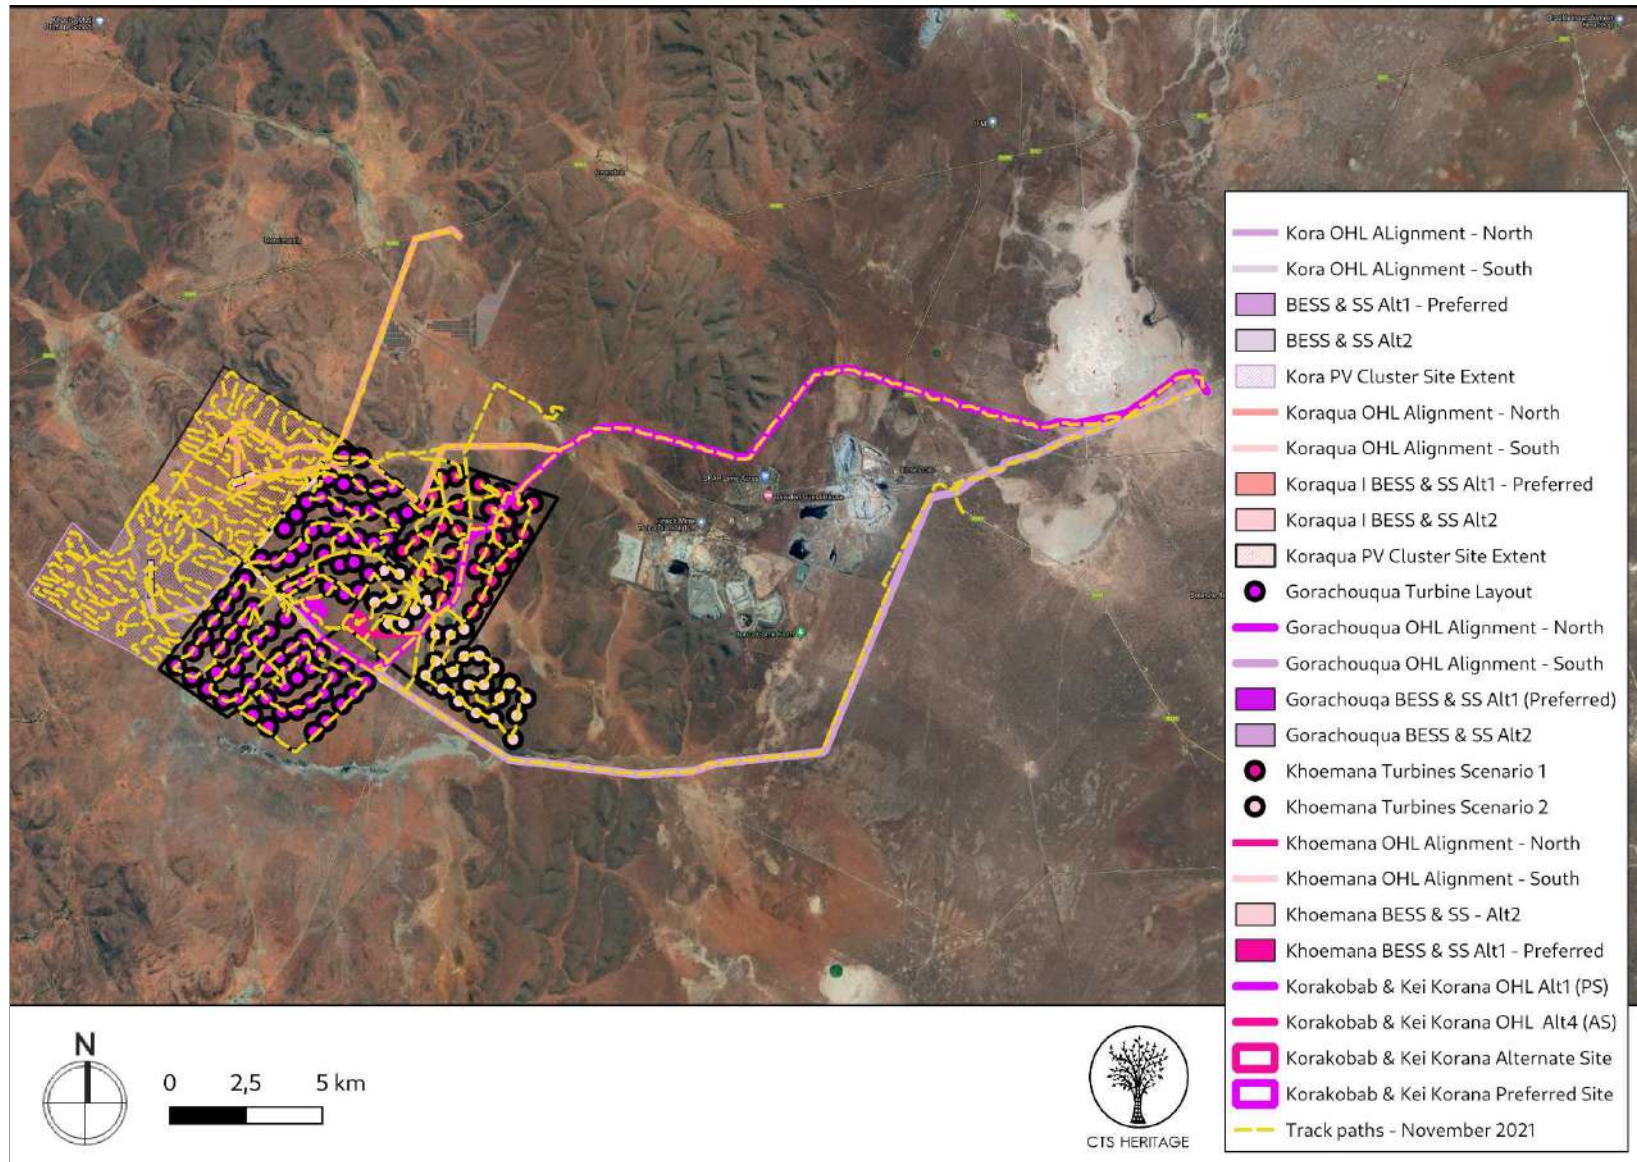 Kora OHL ALignment - North
Kora OHL ALignment - South
BESS & SS Alt1 - Preferred
BESS & SS Alt2
Kora PV Cluster Site Extent
Koraqua OHL Alignment - North
Koraqua OHL Alignment - South
Koraqua I BESS & SS Alt1 - Preferred
Koraqua I BESS & SS Alt2
Koraqua PV Cluster Site Extent
Gorachouqua Turbine Layout
Gorachouqua OHL Alignment - North
Gorachouqua OHL Alignment - South
Gorachouqa BESS & SS Alt1 (Preferred)
Gorachouqua BESS & SS Alt2
Khoemana Turbines Scenario 1
Khoemana Turbines Scenario 2
Khoemana OHL Alignment - North
Khoemana OHL Alignment - South
Khoemana BESS & SS - Alt2
Khoemana BESS & SS Alt1 - Preferred
Korakobab & Kei Korana OHL Alt1 (PS)
Korakobab & Kei Korana OHL Alt4 (AS)
Korakobab & Kei Korana Alternate Site
Korakobab & Kei Korana Preferred Site
Track paths - November 2021
N
0 2,5 5 km
CTS HERITAGE